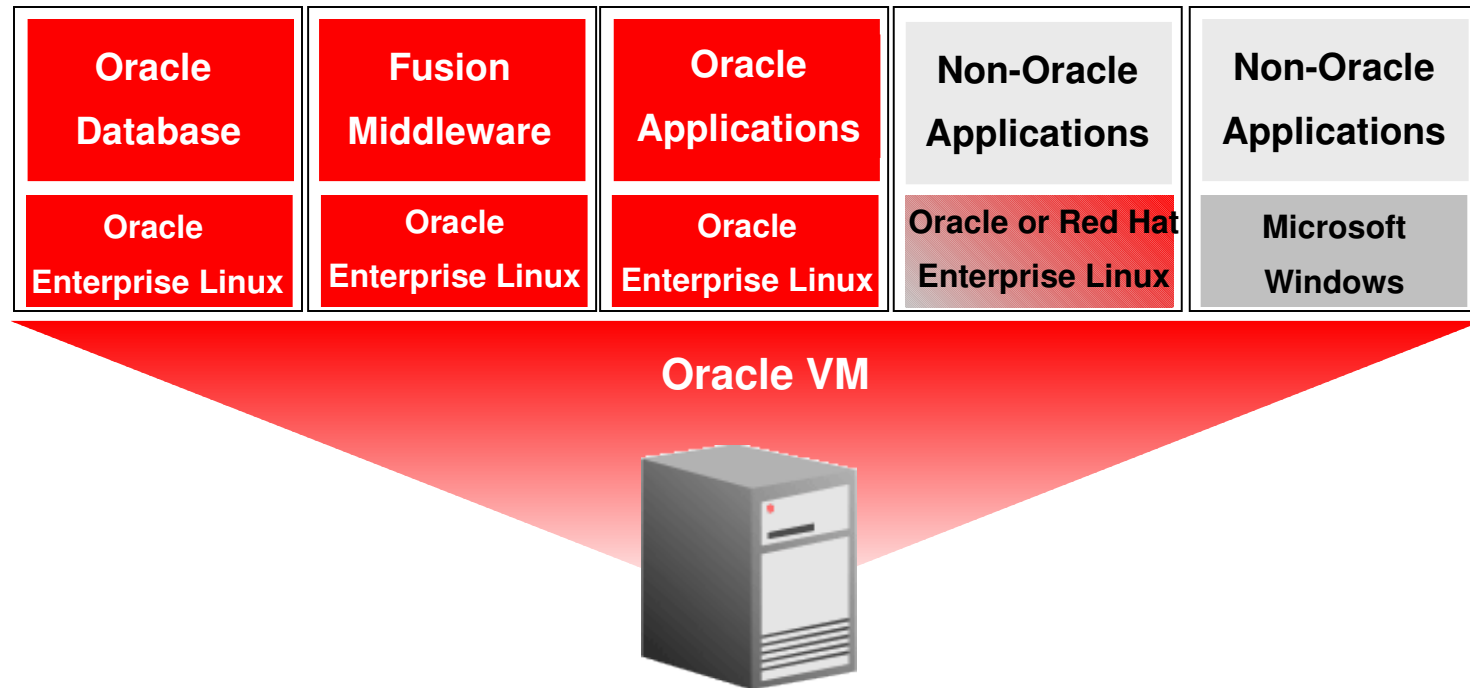 Oracle
Database
Oracle
Enterprise Linux
Fusion
Middleware
Oracle
Enterprise Linux
Oracle
Applications
Oracle
Enterprise Linux
Non-Oracle
Applications
Oracle or Red Hat
Enterprise Linux
Non-Oracle
Applications
Microsoft
Windows
Oracle VM